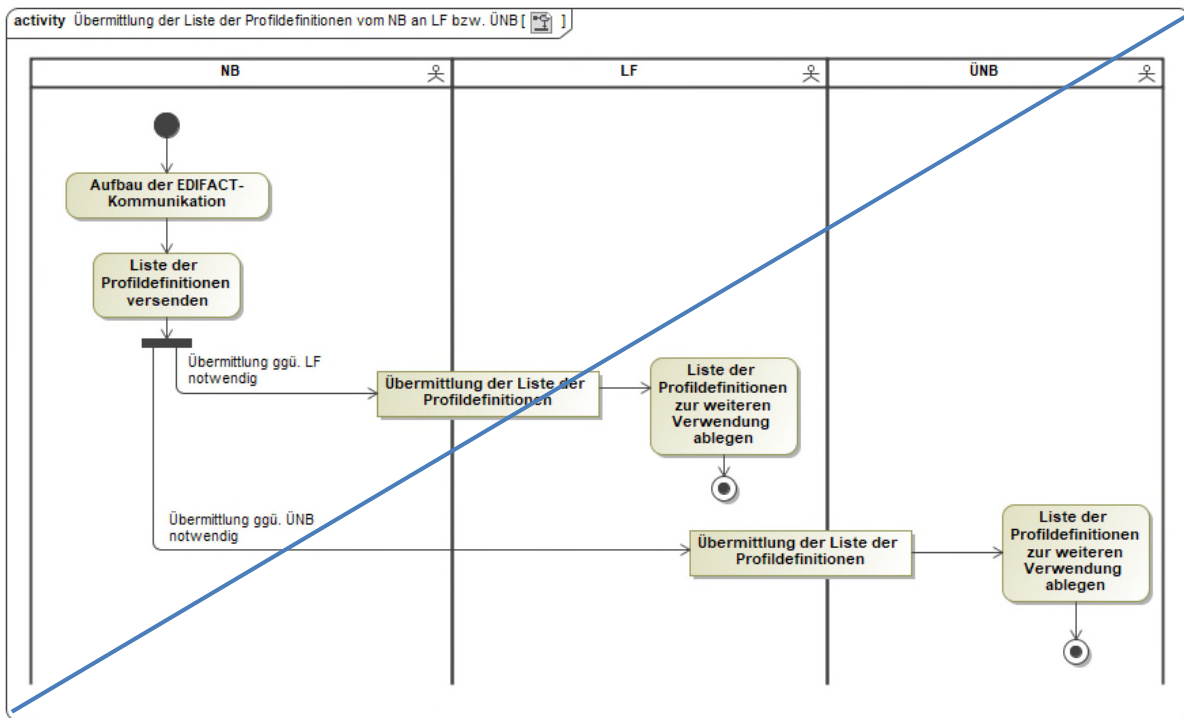 activity Übermittlung der Liste der Profildefinitionen vom NB an LF bzw. ÜNB [ ]
NB
LF
ÜNB
Aufbau der EDIFACT-
Kommunikation
Liste der
Profildefinitionen
versenden
Übermittlung ggü. LF
notwendig
Übermittlung der Liste der
Profildefinitionen
Liste der
Profildefinitionen
zur weiteren
Verwendung
ablegen
Übermittlung ggü. ÜNB
notwendig
Übermittlung der Liste der
Profildefinitionen
Liste der
Profildefinitionen
zur weiteren
Verwendung
ablegen